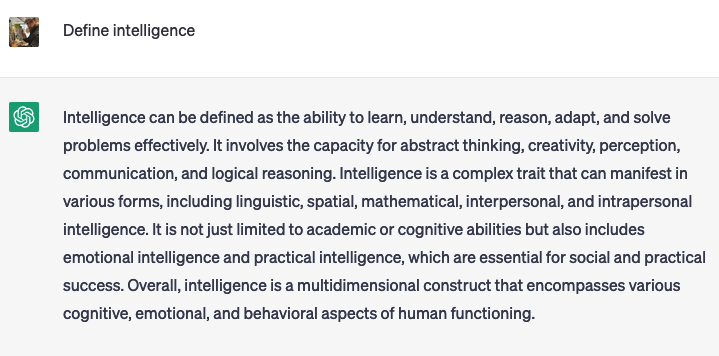 Define intelligence
Intelligence can be defined as the ability to learn, understand, reason, adapt, and solve
problems effectively. It involves the capacity for abstract thinking, creativity, perception,
communication, and logical reasoning. Intelligence is a complex trait that can manifest in
various forms, including linguistic, spatial, mathematical, interpersonal, and intrapersonal
intelligence. It is not just limited to academic or cognitive abilities but also includes
emotional intelligence and practical intelligence, which are essential for social and practical
success. Overall, intelligence is a multidimensional construct that encompasses various
cognitive, emotional, and behavioral aspects of human functioning.